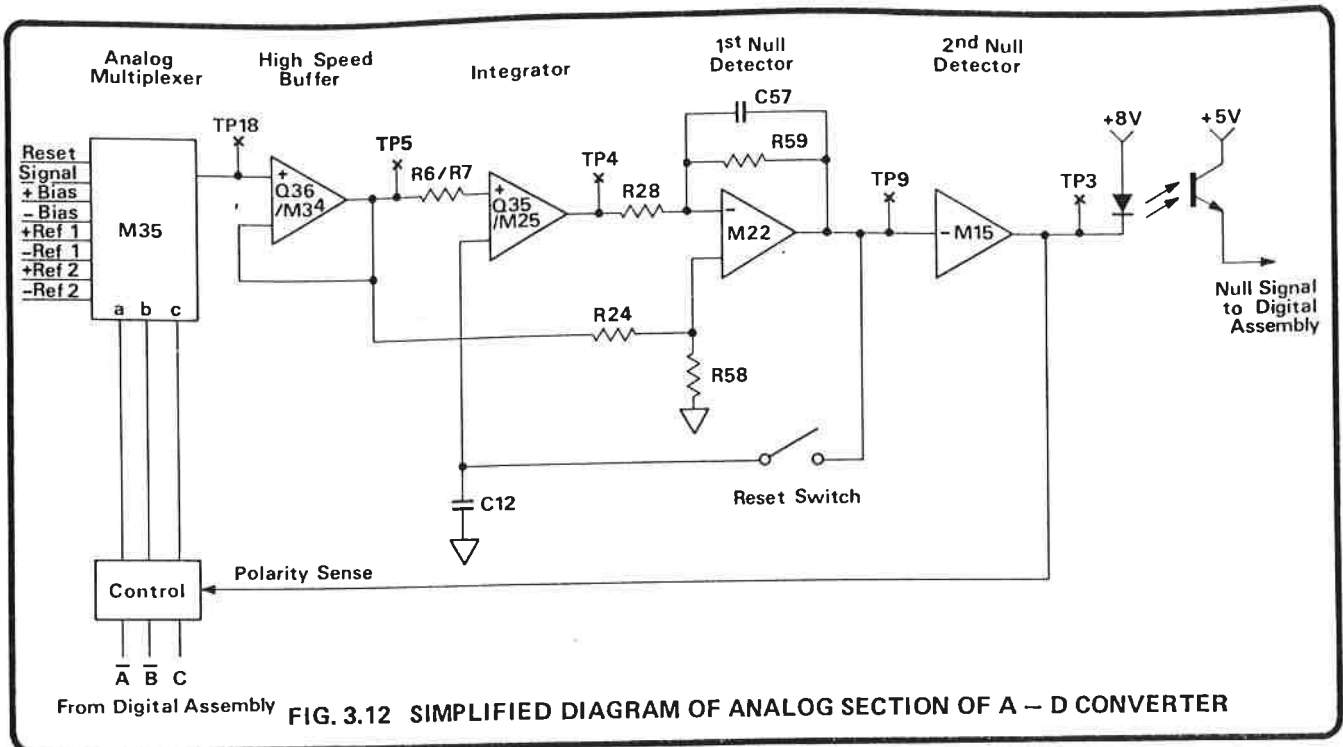 Analog
Multiplexer
High Speed
Buffer
Integrator
1st Null
Detector
2nd Null
Detector
C57
+8V
+5V
TP18
TP5
R59
Reset
Signal
+ Bias
- Bias
+Ref 1
-Ref 1
+Ref 2
-Ref 2
M35
a b c
+
Q36
/M34
R6/R7
+
Q35
/M25
TP4
R28
-
M22
TP9
-M15
TP3
Null Signal
to Digital
Assembly
R24
R58
C12
Reset Switch
Control
Polarity Sense
A̅ B̅ C
From Digital Assembly
FIG. 3.12 SIMPLIFIED DIAGRAM OF ANALOG SECTION OF A – D CONVERTER